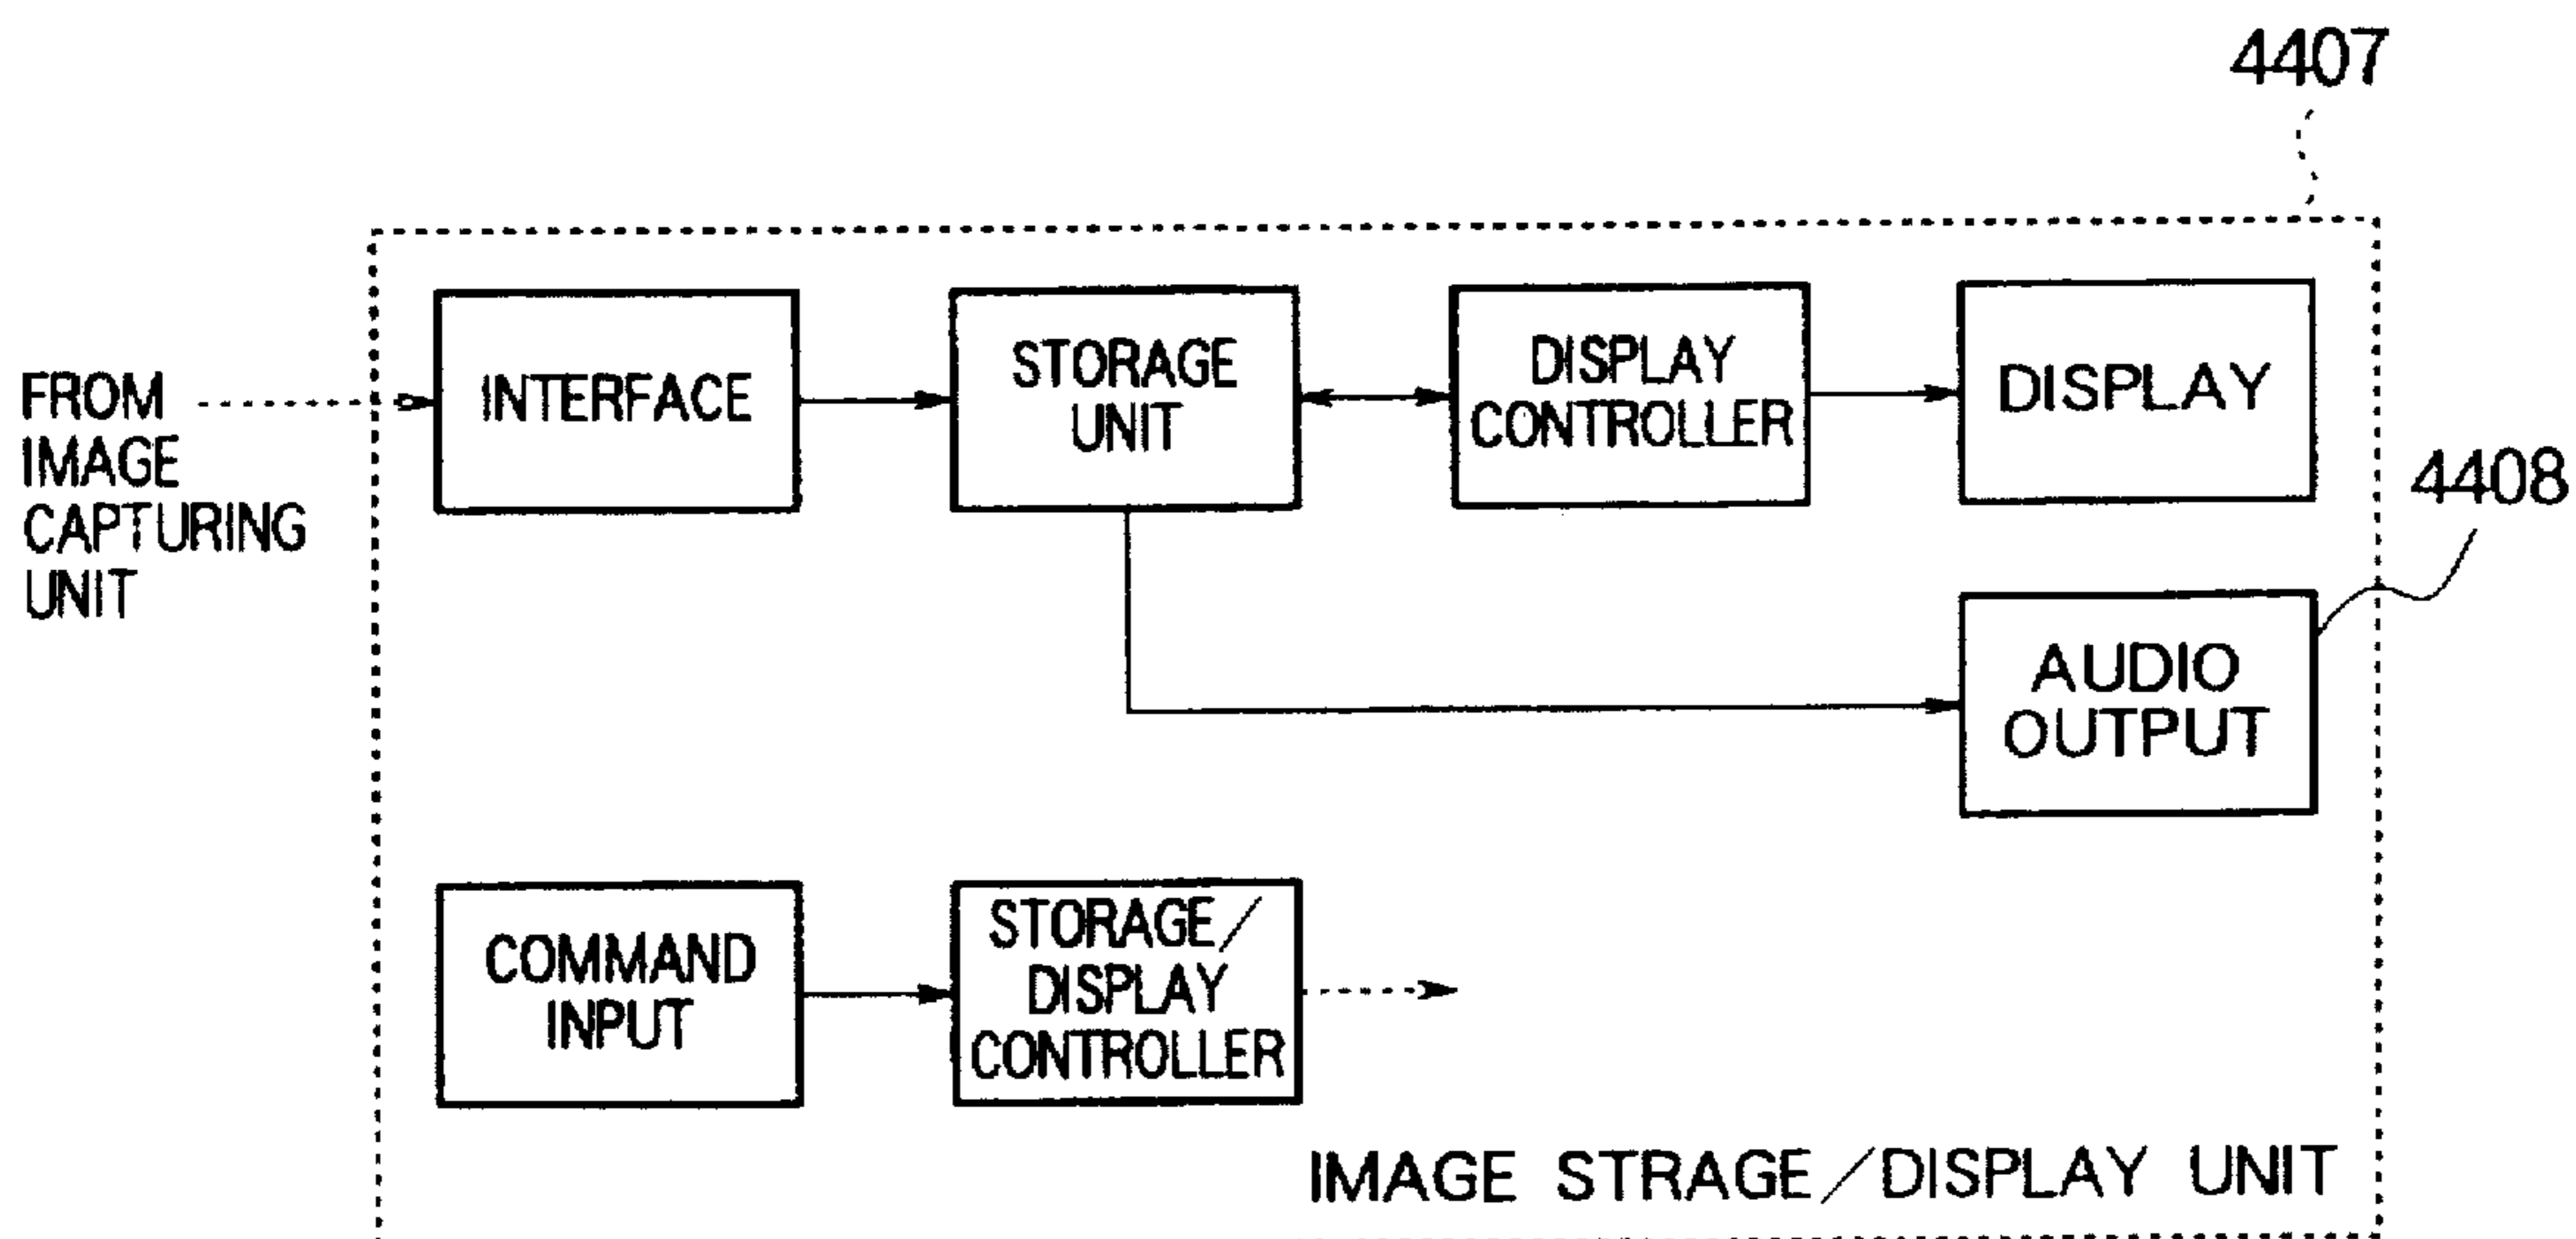 4407
FROM
IMAGE
CAPTURING
UNIT
INTERFACE
STORAGE
UNIT
DISPLAY
CONTROLLER
DISPLAY
4408
AUDIO
OUTPUT
COMMAND
INPUT
STORAGE/
DISPLAY
CONTROLLER
IMAGE STRAGE/DISPLAY UNIT